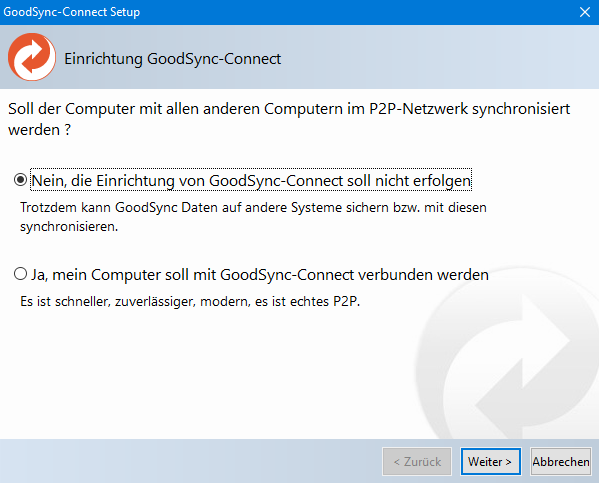 GoodSync-Connect Setup
Einrichtung GoodSync-Connect
Soll der Computer mit allen anderen Computern im P2P-Netzwerk synchronisiert
werden ?
Nein, die Einrichtung von GoodSync-Connect soll nicht erfolgen
Trotzdem kann GoodSync Daten auf andere Systeme sichern bzw. mit diesen
synchronisieren.
Ja, mein Computer soll mit GoodSync-Connect verbunden werden
Es ist schneller, zuverlässiger, modern, es ist echtes P2P.
< Zurück Weiter > Abbrechen